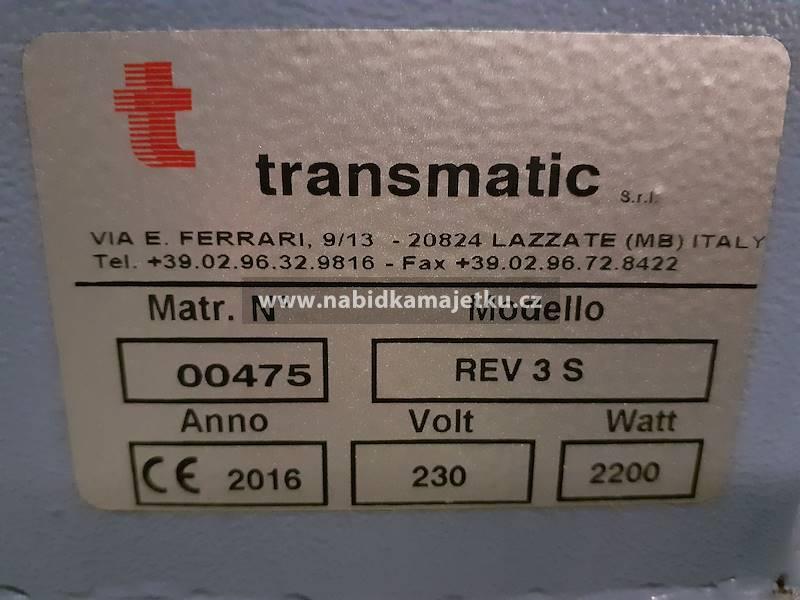 t
transmatic S.r.l.
VIA E. FERRARI, 9/13 - 20824 LAZZATE (MB) ITALY
Tel. +39.02.96.32.9816 - Fax +39.02.96.72.8422
www.nabidkamajetku.cz
Matr. N Modello
00475 REV 3 S
Anno Volt Watt
CE 2016 230 2200